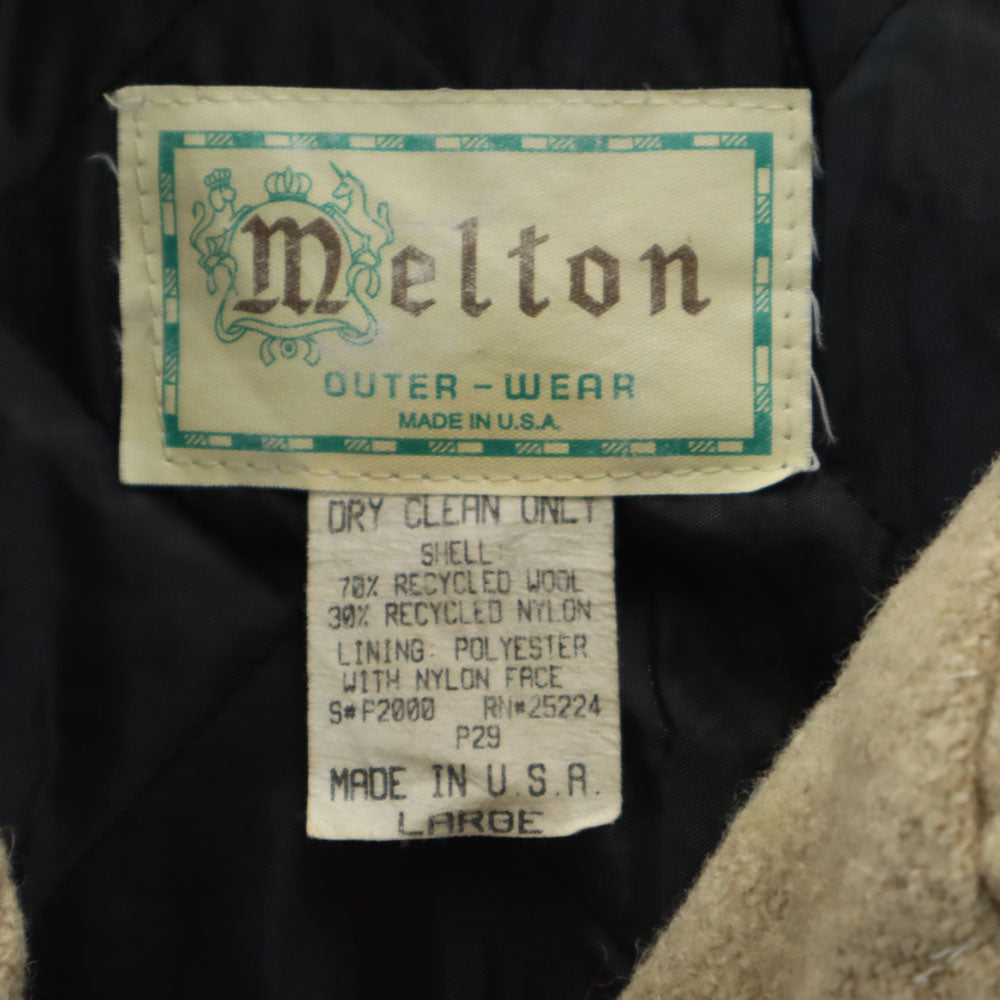 Melton
OUTER-WEAR
MADE IN U.S.A.
DRY CLEAN ONLY
SHELL:
70% RECYCLED WOOL
30% RECYCLED NYLON
LINING: POLYESTER
WITH NYLON FACE
S#P2000 RN#25224
P29
MADE IN U.S.A.
LARGE